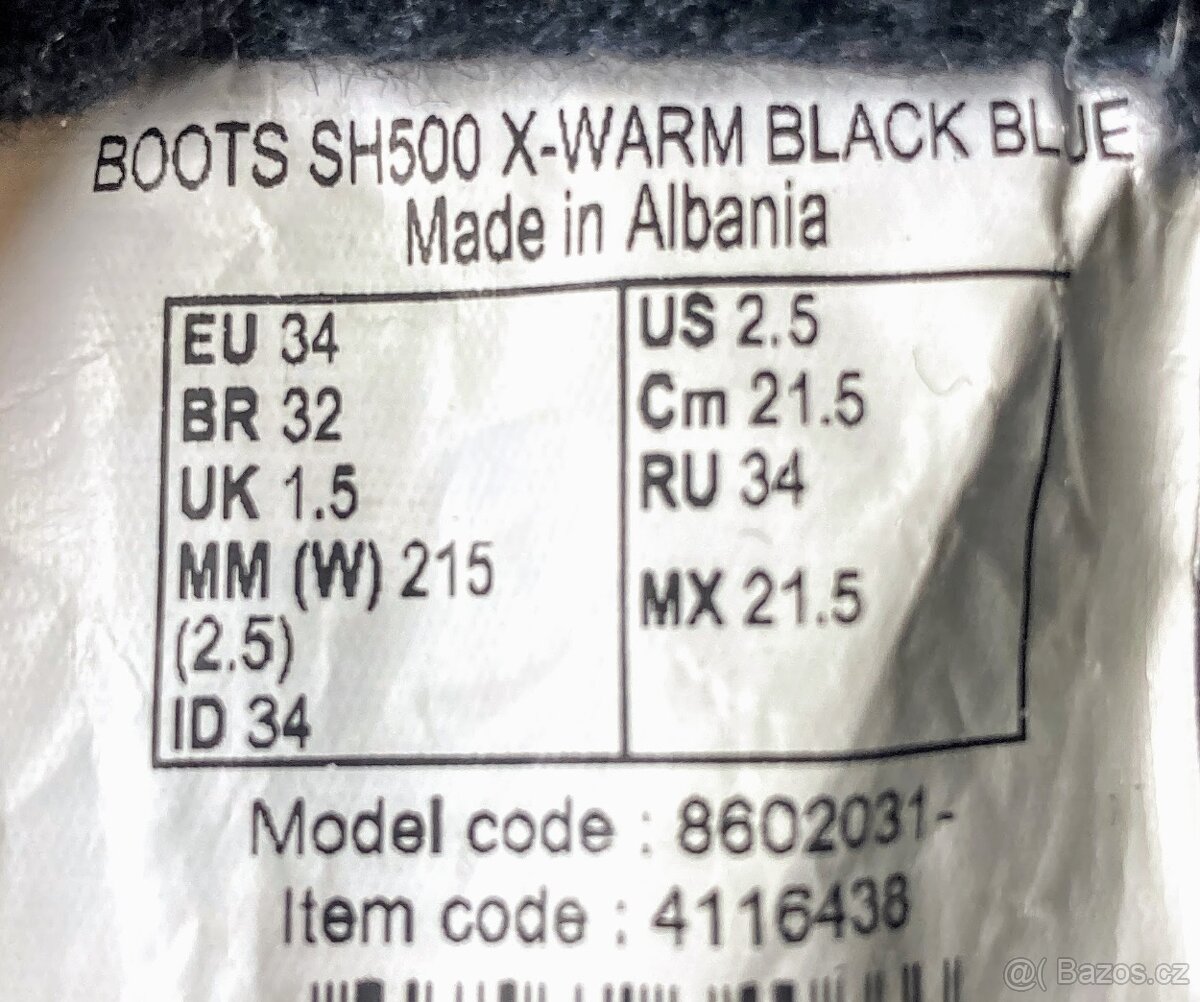 BOOTS SH500 X-WARM BLACK BLUE
Made in Albania
EU 34
BR 32
UK 1.5
MM (W) 215
(2.5)
ID 34
US 2.5
Cm 21.5
RU 34
MX 21.5
Model code : 8602031-
Item code : 4116438
@( Bazos.cz